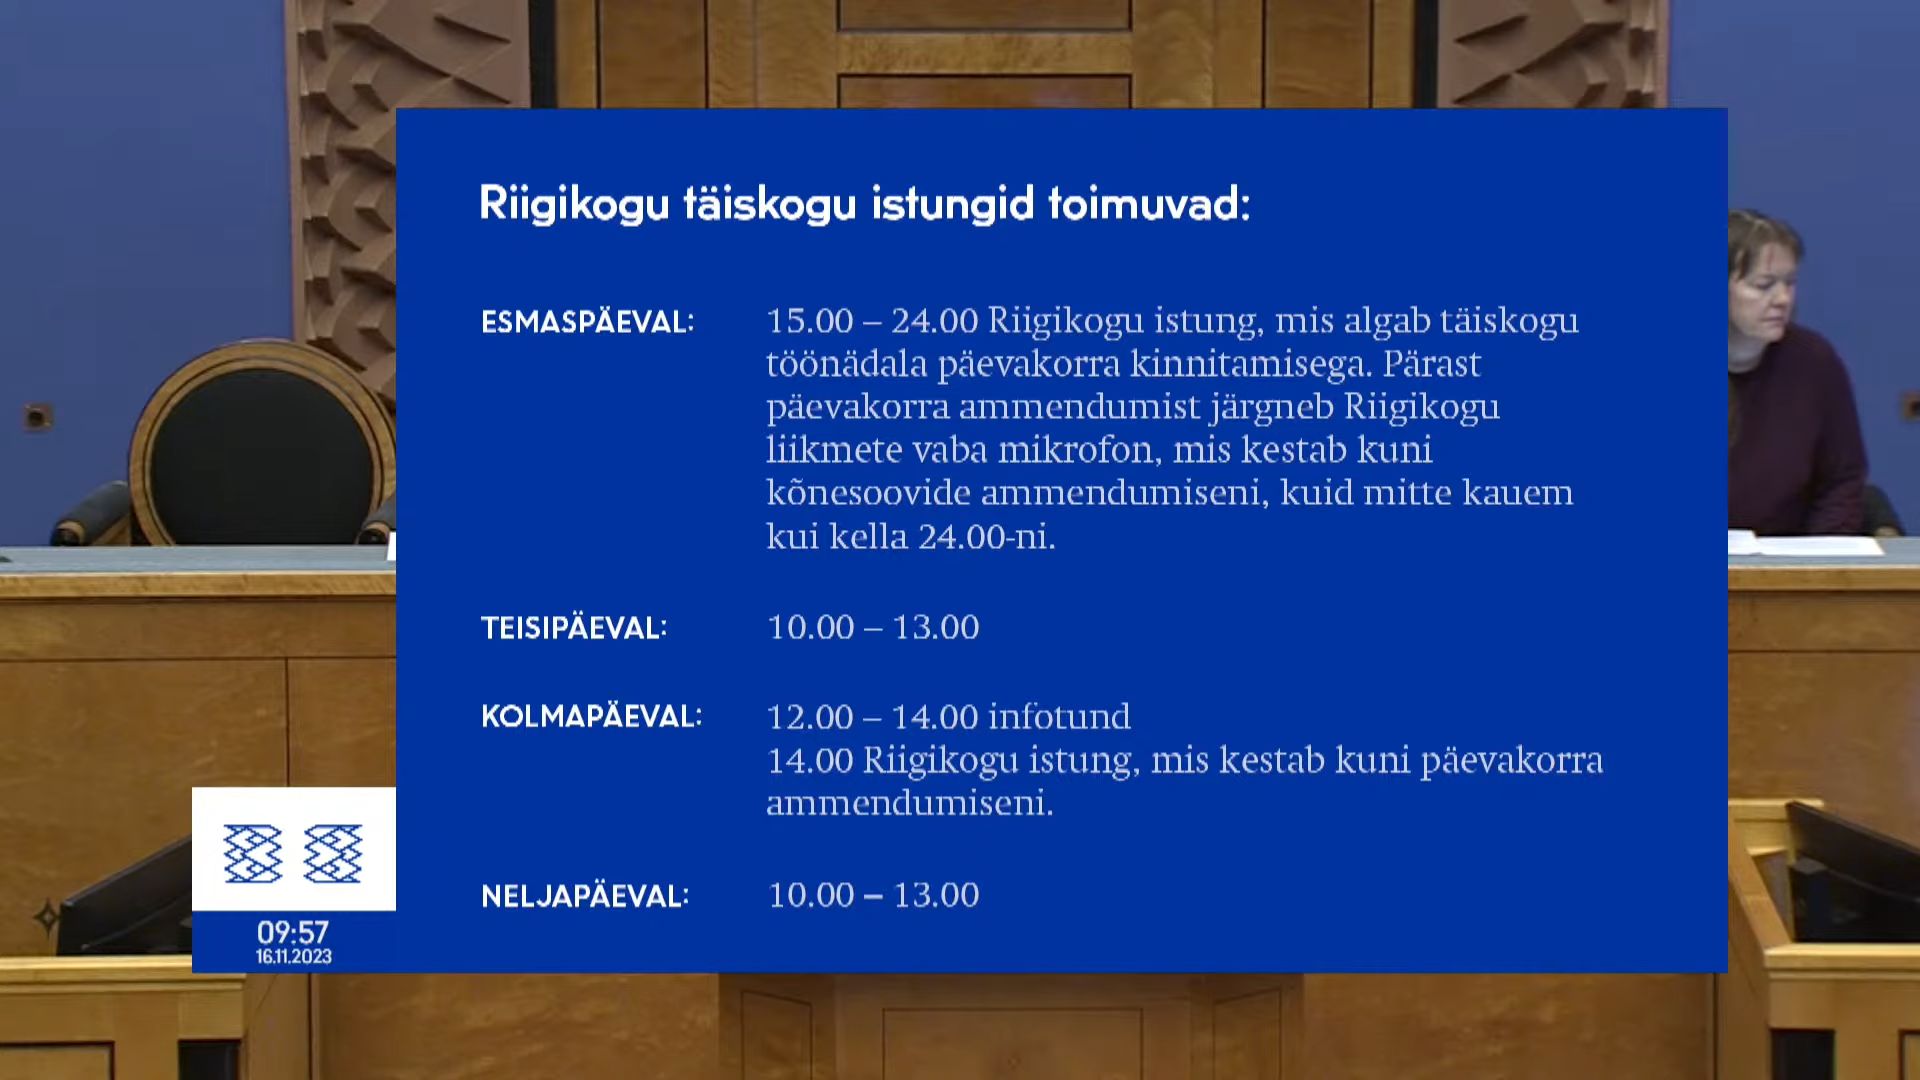 Riigikogu täiskogu istungid toimuvad:
ESMASPÄEVAL:
15.00 – 24.00 Riigikogu istung, mis algab täiskogu
töönädala päevakorra kinnitamisega. Pärast
päevakorra ammendumist järgneb Riigikogu
liikmete vaba mikrofon, mis kestab kuni
kõnesoovide ammendumiseni, kuid mitte kauem
kui kella 24.00-ni.
TEISIPÄEVAL:
10.00 – 13.00
KOLMAPÄEVAL:
12.00 – 14.00 infotund
14.00 Riigikogu istung, mis kestab kuni päevakorra
ammendumiseni.
NELJAPÄEVAL:
10.00 – 13.00
09:57
16.11.2023